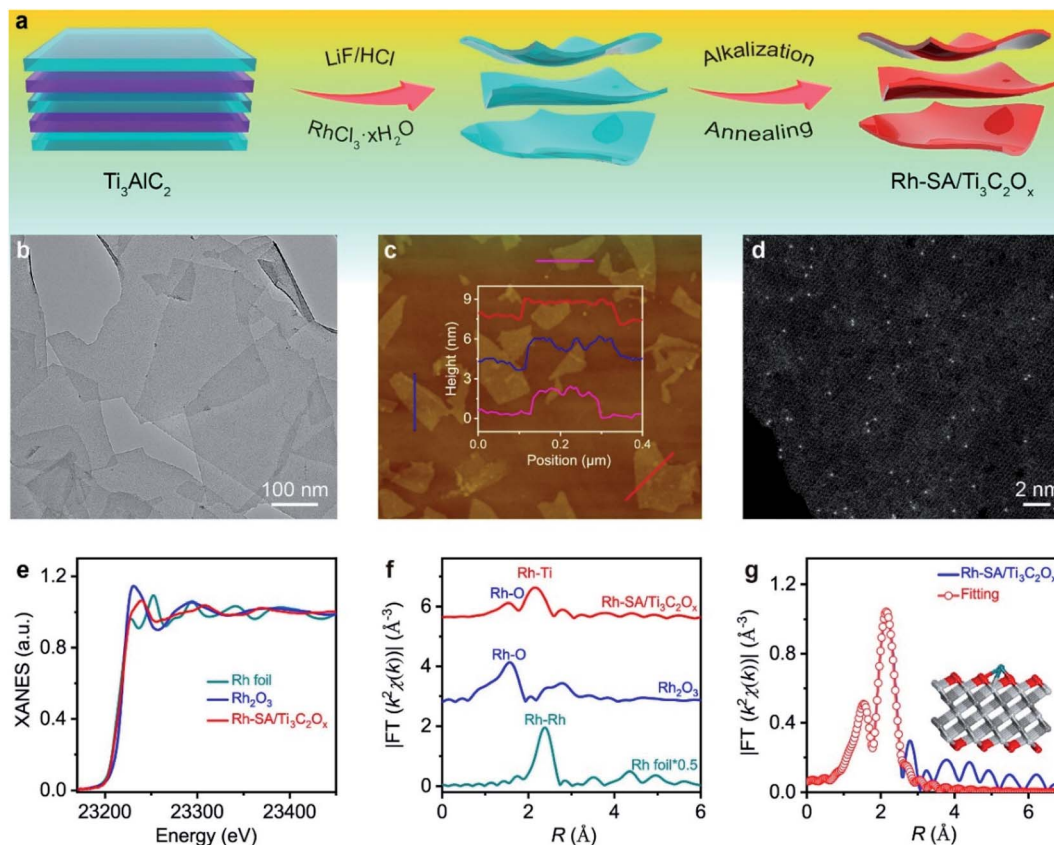 a
LiF/HCl
RhCl₃·xH₂O
Alkalization
Annealing
Ti₃AlC₂
Rh-SA/Ti₃C₂Oₓ
b
100 nm
c
Height (nm)
9
6
3
0
0.0 0.2 0.4
Position (µm)
d
2 nm
e
XANES (a.u.)
1.2
0.8
0.4
0.0
Rh foil
Rh₂O₃
Rh-SA/Ti₃C₂Oₓ
23200 23300 23400
Energy (eV)
f
|FT (k²χ(k))| (Å⁻³)
6
4
2
0
Rh-Ti
Rh-O
Rh-SA/Ti₃C₂Oₓ
Rh-O
Rh₂O₃
Rh-Rh
Rh foil*0.5
0 1 2 3 4 5 6
R (Å)
g
|FT (k²χ(k))| (Å⁻³)
1.2
0.8
0.4
0.0
Rh-SA/Ti₃C₂Oₓ
Fitting
0 2 4 6
R (Å)